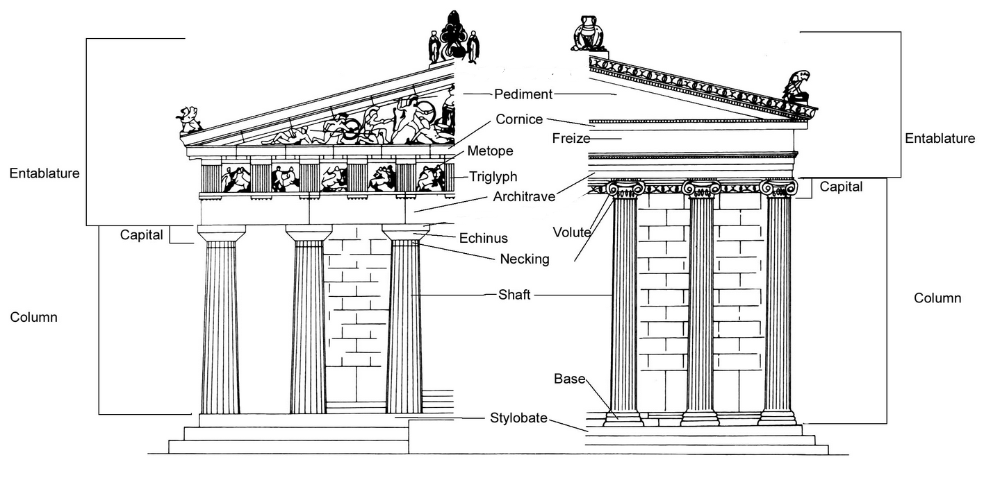 Pediment
Cornice
Freize
Entablature
Metope
Entablature
Triglyph
Capital
Architrave
Capital
Volute
Echinus
Necking
Shaft
Column
Column
Base
Stylobate